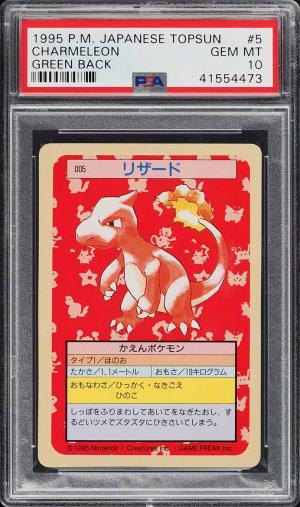 1995 P.M. JAPANESE TOPSUN #5
CHARMELEON GEM MT
GREEN BACK 10
PSA 41554473
005 リザード
かえんポケモン
タイプ1/ほのお
たかさ/1.1メートル おもさ/19キログラム
おもなわざ/ひっかく・なきごえ
ひのこ
しっぽをふりまわしてあいてをなぎたおし、す
るどいツメでズタズタにひきさいてしまう。
©1995 Nintendo / Creatures inc. / GAME FREAK inc.